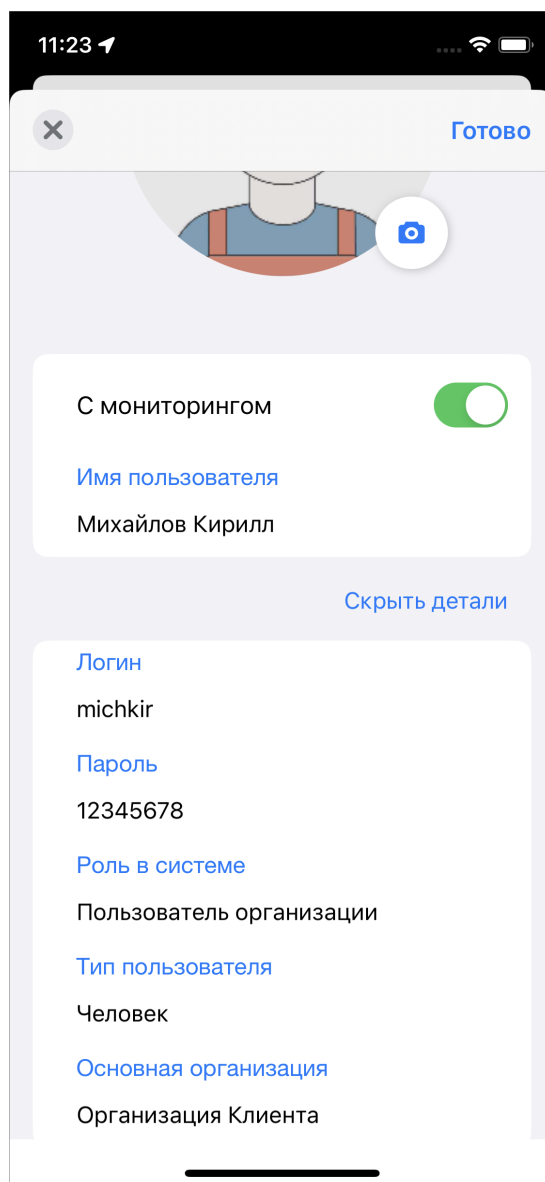 11:23
Готово
С мониторингом
Имя пользователя
Михайлов Кирилл
Скрыть детали
Логин
michkir
Пароль
12345678
Роль в системе
Пользователь организации
Тип пользователя
Человек
Основная организация
Организация Клиента